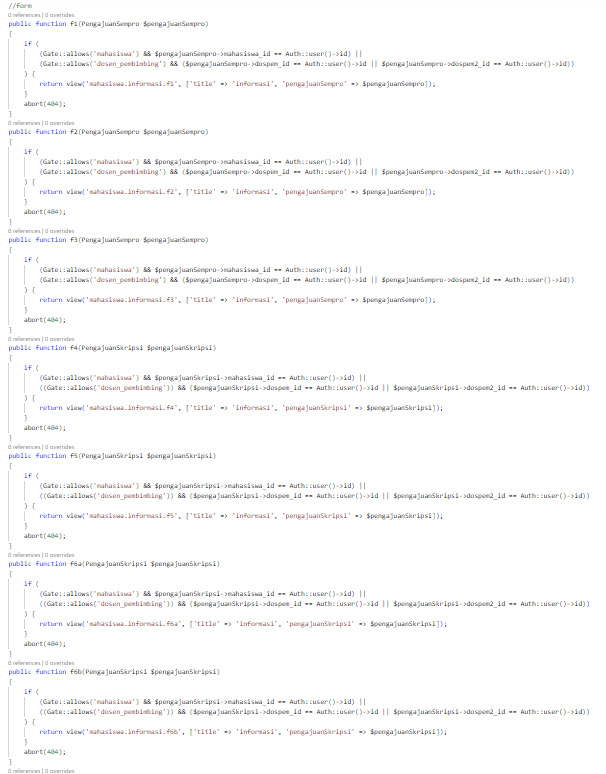 //form
0 references | 0 overrides
public function f1(PengajuanSempro $pengajuanSempro)
{
if (
(Gate::allows('mahasiswa') && $pengajuanSempro->mahasiswa_id == Auth::user()->id) ||
(Gate::allows('dosen_pembimbing') && ($pengajuanSempro->dospem_id == Auth::user()->id || $pengajuanSempro->dospem2_id == Auth::user()->id))
) {
return view('mahasiswa.informasi.f1', ['title' => 'informasi', 'pengajuanSempro' => $pengajuanSempro]);
}
abort(404);
}
0 references | 0 overrides
public function f2(PengajuanSempro $pengajuanSempro)
{
if (
(Gate::allows('mahasiswa') && $pengajuanSempro->mahasiswa_id == Auth::user()->id) ||
(Gate::allows('dosen_pembimbing') && ($pengajuanSempro->dospem_id == Auth::user()->id || $pengajuanSempro->dospem2_id == Auth::user()->id))
) {
return view('mahasiswa.informasi.f2', ['title' => 'informasi', 'pengajuanSempro' => $pengajuanSempro]);
}
abort(404);
}
0 references | 0 overrides
public function f3(PengajuanSempro $pengajuanSempro)
{
if (
(Gate::allows('mahasiswa') && $pengajuanSempro->mahasiswa_id == Auth::user()->id) ||
(Gate::allows('dosen_pembimbing') && ($pengajuanSempro->dospem_id == Auth::user()->id || $pengajuanSempro->dospem2_id == Auth::user()->id))
) {
return view('mahasiswa.informasi.f3', ['title' => 'informasi', 'pengajuanSempro' => $pengajuanSempro]);
}
abort(404);
}
0 references | 0 overrides
public function f4(PengajuanSkripsi $pengajuanSkripsi)
{
if (
(Gate::allows('mahasiswa') && $pengajuanSkripsi->mahasiswa_id == Auth::user()->id) ||
((Gate::allows('dosen_pembimbing')) && ($pengajuanSkripsi->dospem_id == Auth::user()->id || $pengajuanSkripsi->dospem2_id == Auth::user()->id))
) {
return view('mahasiswa.informasi.f4', ['title' => 'informasi', 'pengajuanSkripsi' => $pengajuanSkripsi]);
}
abort(404);
}
0 references | 0 overrides
public function f5(PengajuanSkripsi $pengajuanSkripsi)
{
if (
(Gate::allows('mahasiswa') && $pengajuanSkripsi->mahasiswa_id == Auth::user()->id) ||
((Gate::allows('dosen_pembimbing')) && ($pengajuanSkripsi->dospem_id == Auth::user()->id || $pengajuanSkripsi->dospem2_id == Auth::user()->id))
) {
return view('mahasiswa.informasi.f5', ['title' => 'informasi', 'pengajuanSkripsi' => $pengajuanSkripsi]);
}
abort(404);
}
0 references | 0 overrides
public function f6a(PengajuanSkripsi $pengajuanSkripsi)
{
if (
(Gate::allows('mahasiswa') && $pengajuanSkripsi->mahasiswa_id == Auth::user()->id) ||
((Gate::allows('dosen_pembimbing')) && ($pengajuanSkripsi->dospem_id == Auth::user()->id || $pengajuanSkripsi->dospem2_id == Auth::user()->id))
) {
return view('mahasiswa.informasi.f6a', ['title' => 'informasi', 'pengajuanSkripsi' => $pengajuanSkripsi]);
}
abort(404);
}
0 references | 0 overrides
public function f6b(PengajuanSkripsi $pengajuanSkripsi)
{
if (
(Gate::allows('mahasiswa') && $pengajuanSkripsi->mahasiswa_id == Auth::user()->id) ||
((Gate::allows('dosen_pembimbing')) && ($pengajuanSkripsi->dospem_id == Auth::user()->id || $pengajuanSkripsi->dospem2_id == Auth::user()->id))
) {
return view('mahasiswa.informasi.f6b', ['title' => 'informasi', 'pengajuanSkripsi' => $pengajuanSkripsi]);
}
abort(404);
}
0 references | 0 overrides